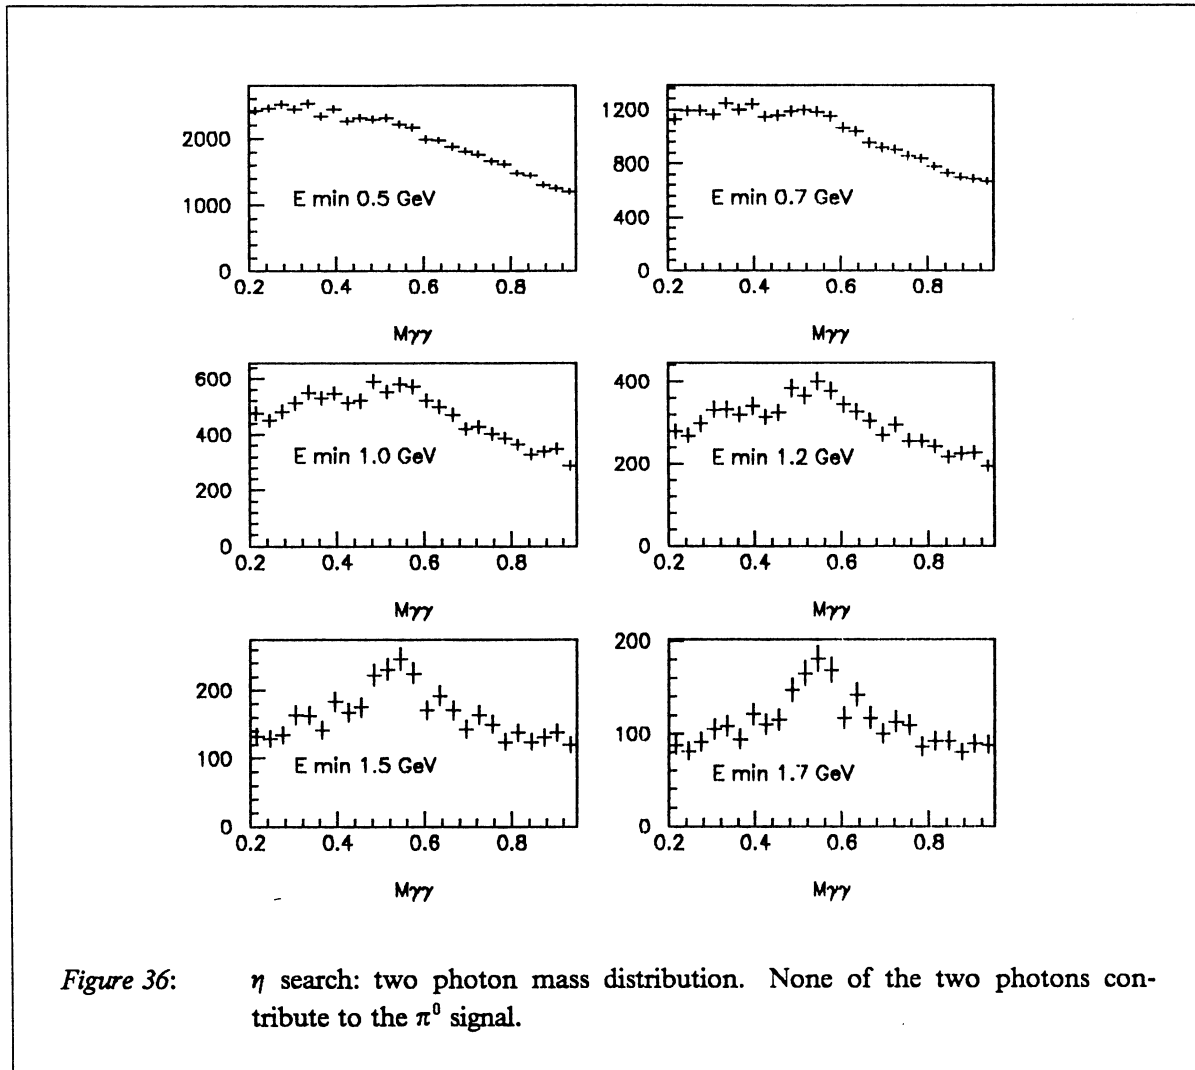 2000
1000
0
E min 0.5 GeV
0.2 0.4 0.6 0.8
Mγγ
1200
800
400
0
E min 0.7 GeV
0.2 0.4 0.6 0.8
Mγγ
600
400
200
0
E min 1.0 GeV
0.2 0.4 0.6 0.8
Mγγ
400
200
0
E min 1.2 GeV
0.2 0.4 0.6 0.8
Mγγ
200
100
0
E min 1.5 GeV
0.2 0.4 0.6 0.8
Mγγ
200
100
0
E min 1.7 GeV
0.2 0.4 0.6 0.8
Mγγ
Figure 36: η search: two photon mass distribution. None of the two photons con-
tribute to the π⁰ signal.